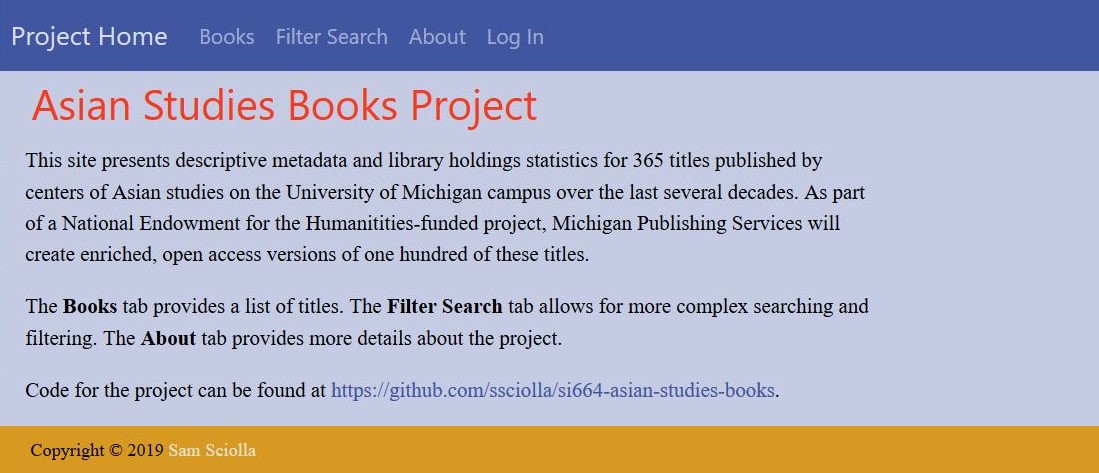 Project Home Books Filter Search About Log In
Asian Studies Books Project
This site presents descriptive metadata and library holdings statistics for 365 titles published by
centers of Asian studies on the University of Michigan campus over the last several decades. As part
of a National Endowment for the Humanitities-funded project, Michigan Publishing Services will
create enriched, open access versions of one hundred of these titles.
The Books tab provides a list of titles. The Filter Search tab allows for more complex searching and
filtering. The About tab provides more details about the project.
Code for the project can be found at https://github.com/ssciolla/si664-asian-studies-books.
Copyright © 2019 Sam Sciolla